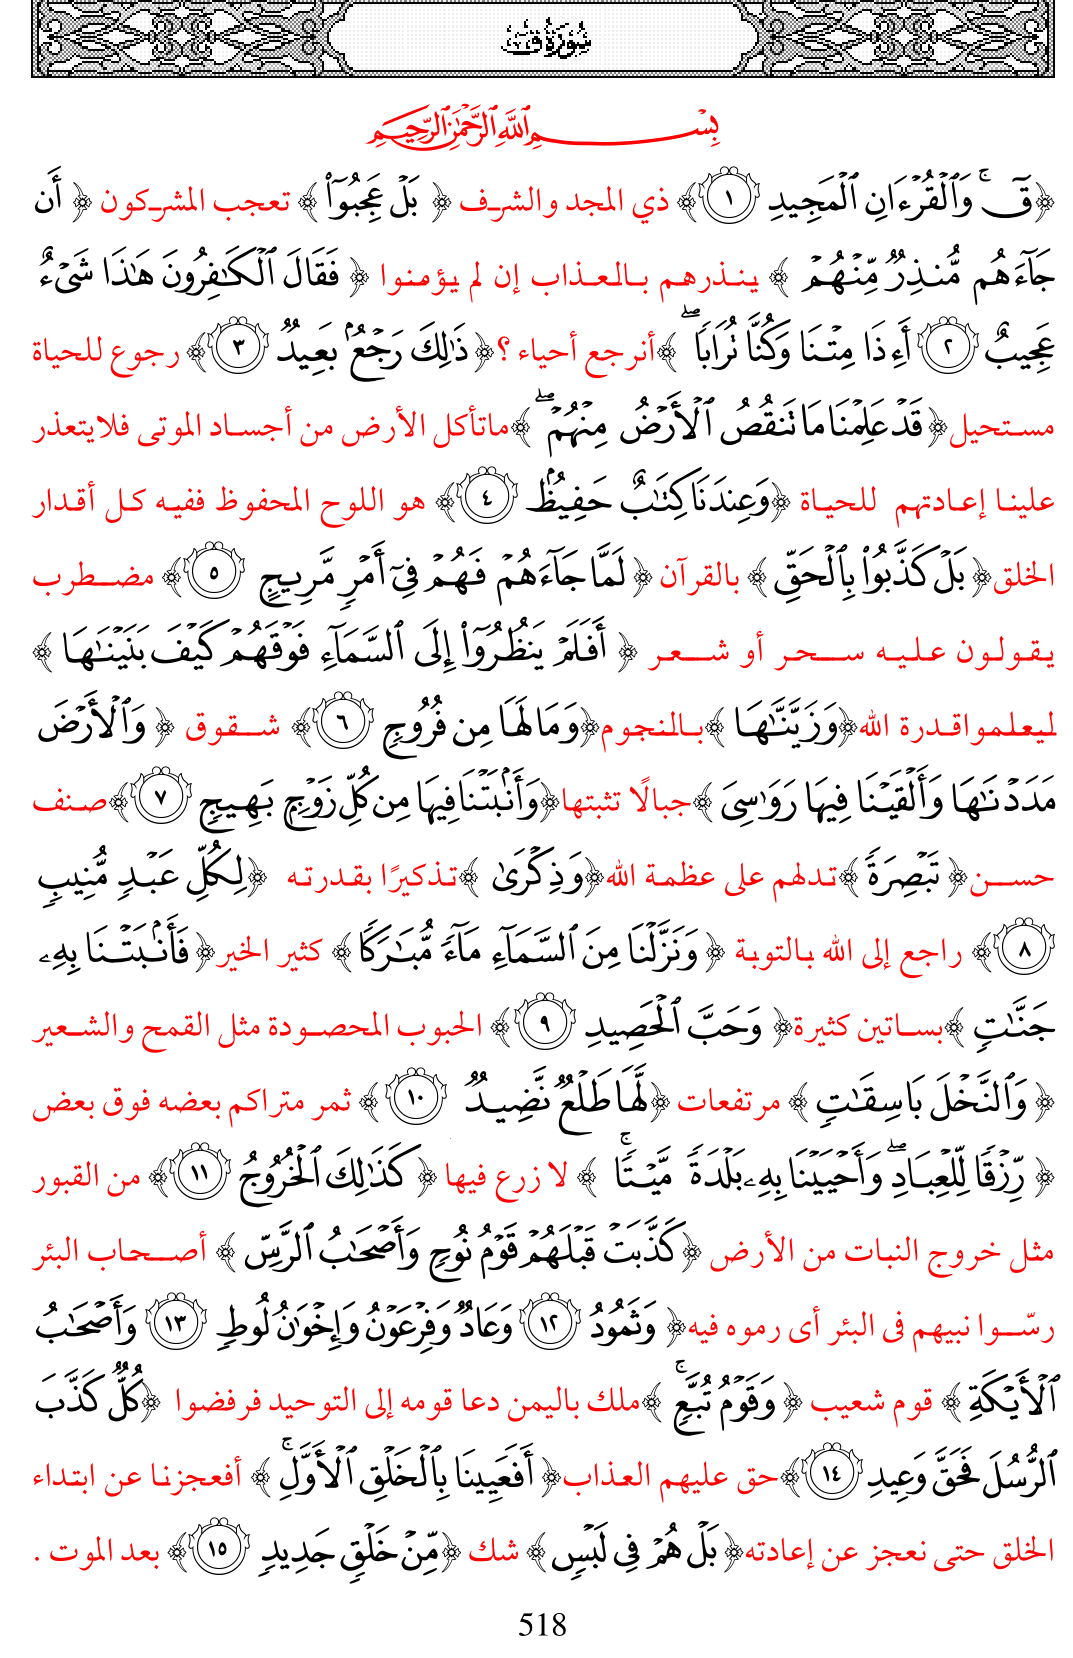 سُورَةُ قٓ
بِسْمِ ٱللَّهِ ٱلرَّحْمَٰنِ ٱلرَّحِيمِ
﴿قٓ ۚ وَٱلْقُرْءَانِ ٱلْمَجِيدِ ١﴾ ذي المجد والشرف ﴿ بَلْ عَجِبُوٓا۟ ﴾ تعجب المشركون ﴿ أَن
جَآءَهُم مُّنذِرٌ مِّنْهُمْ ﴾ ينذرهم بالعذاب إن لم يؤمنوا ﴿ فَقَالَ ٱلْكَٰفِرُونَ هَٰذَا شَىْءٌ
عَجِيبٌ ٢ أَءِذَا مِتْنَا وَكُنَّا تُرَابًا ۖ ﴾أنرجع أحياء ؟﴿ ذَٰلِكَ رَجْعٌۢ بَعِيدٌ ٣﴾ رجوع للحياة
مستحيل﴿ قَدْ عَلِمْنَا مَا تَنقُصُ ٱلْأَرْضُ مِنْهُمْ ۖ ﴾ماتأكل الأرض من أجساد الموتى فلايتعذر
علينا إعادتهم للحياة ﴿وَعِندَنَا كِتَٰبٌ حَفِيظٌۢ ٤﴾ هو اللوح المحفوظ ففيه كل أقدار
الخلق﴿ بَلْ كَذَّبُوا۟ بِٱلْحَقِّ ﴾ بالقرآن ﴿ لَمَّا جَآءَهُمْ فَهُمْ فِىٓ أَمْرٍ مَّرِيجٍ ٥﴾ مضطرب
يقولون عليه سحر أو شعر ﴿ أَفَلَمْ يَنظُرُوٓا۟ إِلَى ٱلسَّمَآءِ فَوْقَهُمْ كَيْفَ بَنَيْنَٰهَا ﴾
ليعلمواقدرة الله﴿وَزَيَّنَّٰهَا ﴾بالنجوم﴿وَمَا لَهَا مِن فُرُوجٍ ٦﴾ شقوق ﴿ وَٱلْأَرْضَ
مَدَدْنَٰهَا وَأَلْقَيْنَا فِيهَا رَوَٰسِىَ ﴾جبالًا تثبتها﴿وَأَنۢبَتْنَا فِيهَا مِن كُلِّ زَوْجٍۭ بَهِيجٍ ٧﴾صنف
حسن﴿ تَبْصِرَةً ﴾تدلهم على عظمة الله﴿وَذِكْرَىٰ ﴾تذكيرًا بقدرته ﴿لِكُلِّ عَبْدٍ مُّنِيبٍ
٨﴾ راجع إلى الله بالتوبة ﴿ وَنَزَّلْنَا مِنَ ٱلسَّمَآءِ مَآءً مُّبَٰرَكًا ﴾ كثير الخير﴿ فَأَنۢبَتْنَا بِهِۦ
جَنَّٰتٍ ﴾بساتين كثيرة﴿ وَحَبَّ ٱلْحَصِيدِ ٩﴾ الحبوب المحصودة مثل القمح والشعير
﴿ وَٱلنَّخْلَ بَاسِقَٰتٍ ﴾ مرتفعات ﴿لَّهَا طَلْعٌ نَّضِيدٌ ١٠﴾ ثمر متراكم بعضه فوق بعض
﴿ رِّزْقًا لِّلْعِبَادِ ۖ وَأَحْيَيْنَا بِهِۦ بَلْدَةً مَّيْتًا ۚ ﴾ لا زرع فيها ﴿ كَذَٰلِكَ ٱلْخُرُوجُ ١١﴾ من القبور
مثل خروج النبات من الأرض ﴿كَذَّبَتْ قَبْلَهُمْ قَوْمُ نُوحٍ وَأَصْحَٰبُ ٱلرَّسِّ ﴾ أصحاب البئر
رسّوا نبيهم فى البئر أى رموه فيه﴿ وَثَمُودُ ١٢ وَعَادٌ وَفِرْعَوْنُ وَإِخْوَٰنُ لُوطٍ ١٣ وَأَصْحَٰبُ
ٱلْأَيْكَةِ ﴾ قوم شعيب ﴿ وَقَوْمُ تُبَّعٍ ۚ ﴾ملك باليمن دعا قومه إلى التوحيد فرفضوا ﴿كُلٌّ كَذَّبَ
ٱلرُّسُلَ فَحَقَّ وَعِيدِ ١٤﴾حق عليهم العذاب﴿ أَفَعَيِينَا بِٱلْخَلْقِ ٱلْأَوَّلِ ۚ ﴾ أفعجزنا عن ابتداء
الخلق حتى نعجز عن إعادته﴿ بَلْ هُمْ فِى لَبْسٍ ﴾ شك ﴿مِّنْ خَلْقٍ جَدِيدٍ ١٥﴾ بعد الموت .
518